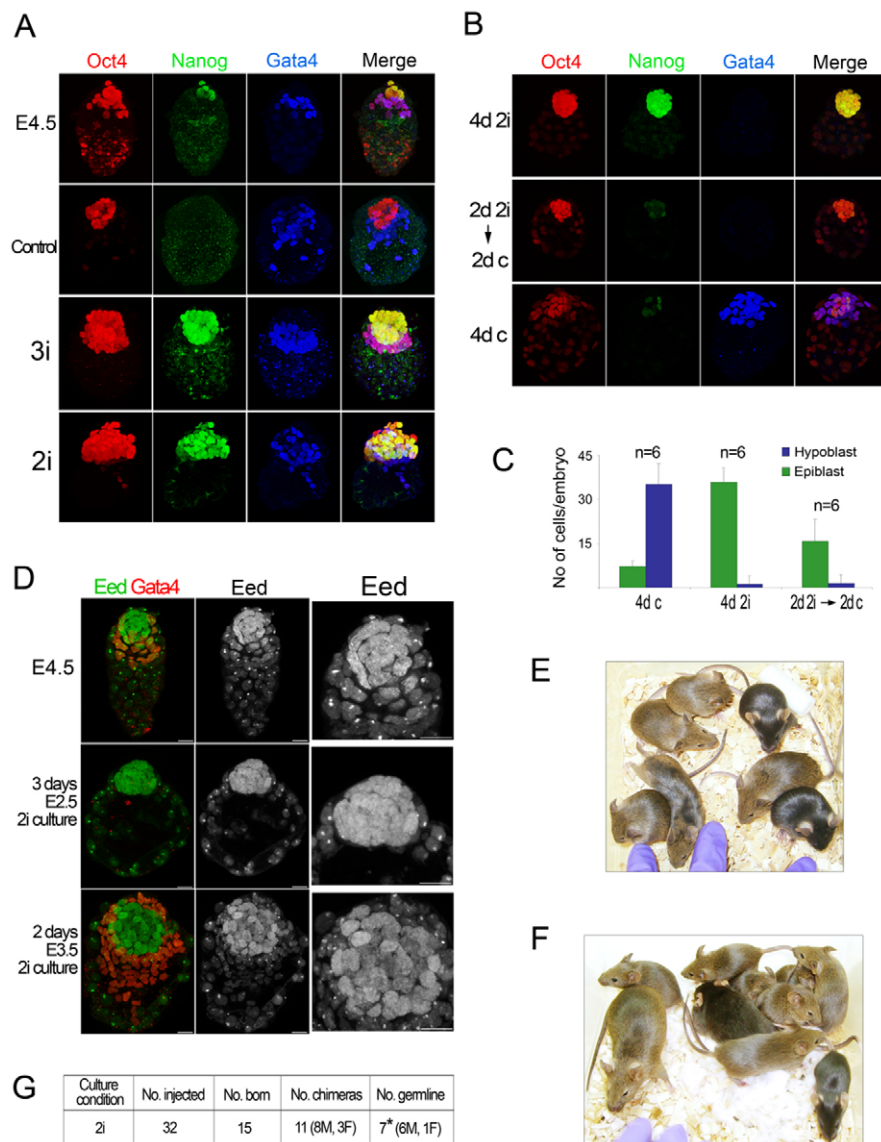 A
Oct4 Nanog Gata4 Merge
E4.5
Control
3i
2i
B
Oct4 Nanog Gata4 Merge
4d 2i
2d 2i
2d c
4d c
C
No of cells/embryo
45
30
15
n=6 n=6 n=6
Hypoblast
Epiblast
4d c 4d 2i 2d 2i → 2d c
D
Eed Gata4 Eed Eed
E4.5
3 days
E2.5
2i culture
2 days
E3.5
2i culture
E
F
G
Culture condition No. injected No. born No. chimeras No. germline
2i 32 15 11 (8M, 3F) 7* (6M, 1F)